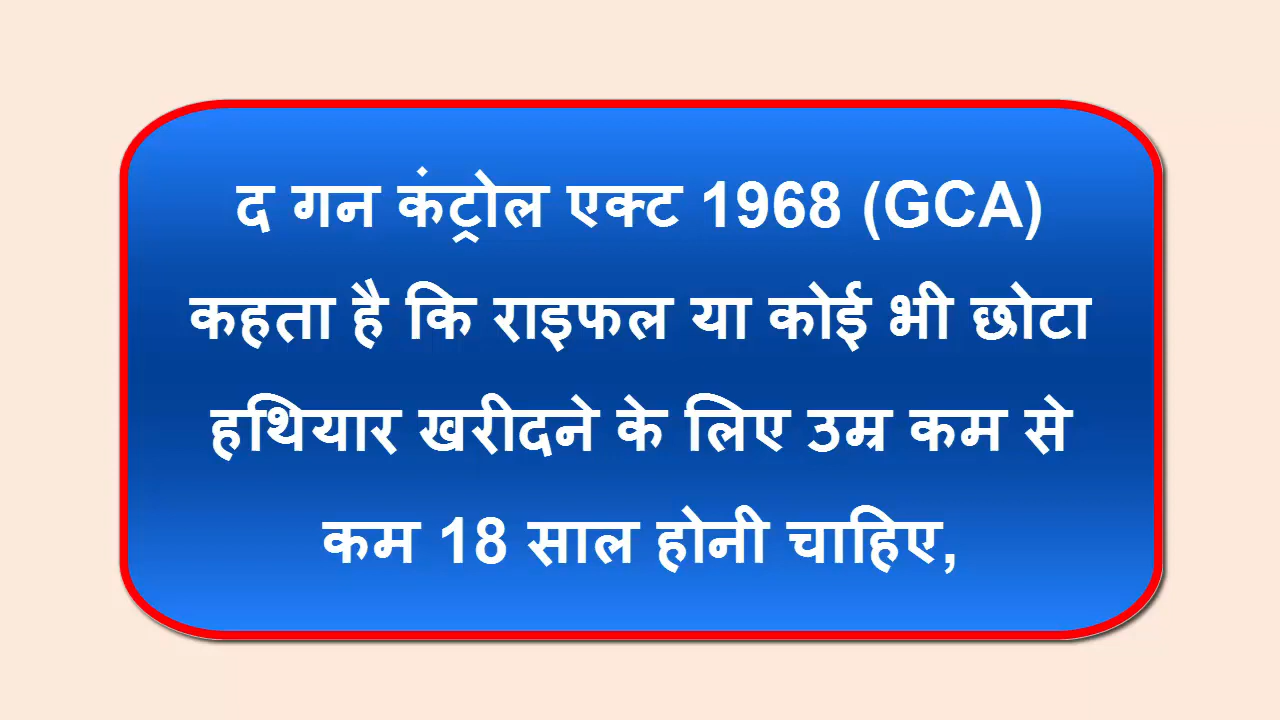 द गन कंट्रोल एक्ट 1968 (GCA)
कहता है कि राइफल या कोई भी छोटा
हथियार खरीदने के लिए उम्र कम से
कम 18 साल होनी चाहिए,